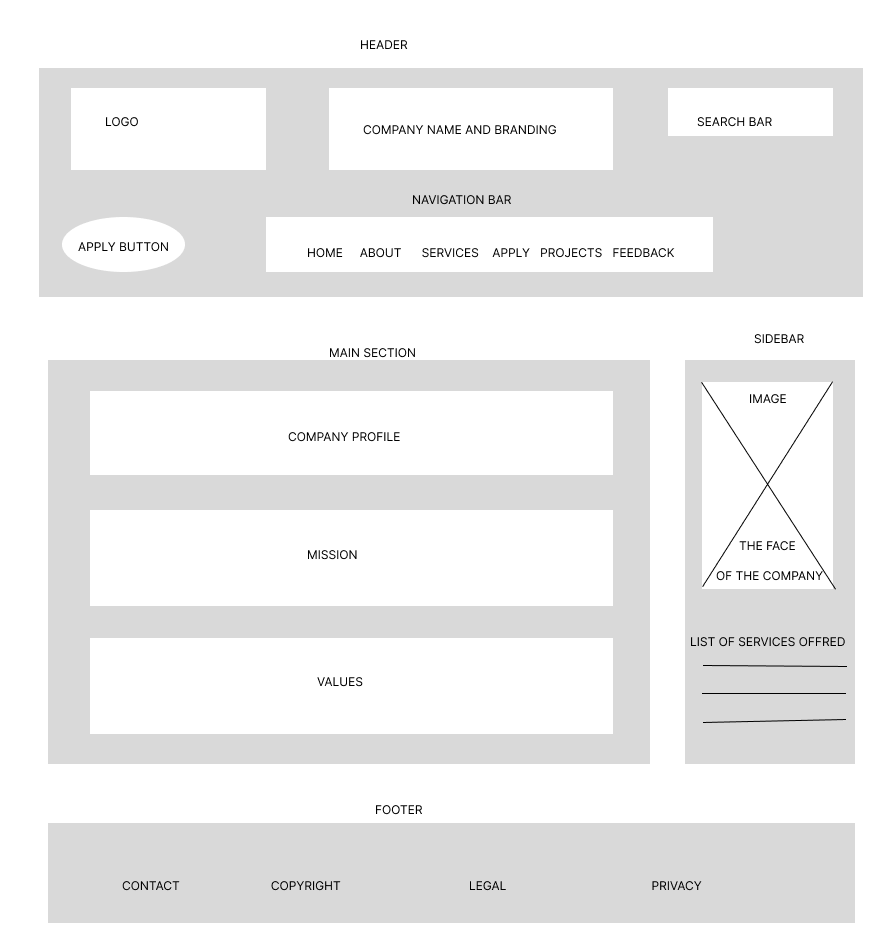 HEADER
LOGO
COMPANY NAME AND BRANDING
SEARCH BAR
NAVIGATION BAR
APPLY BUTTON
HOME ABOUT SERVICES APPLY PROJECTS FEEDBACK
MAIN SECTION
COMPANY PROFILE
MISSION
VALUES
SIDEBAR
IMAGE
THE FACE
OF THE COMPANY
LIST OF SERVICES OFFRED
FOOTER
CONTACT COPYRIGHT LEGAL PRIVACY